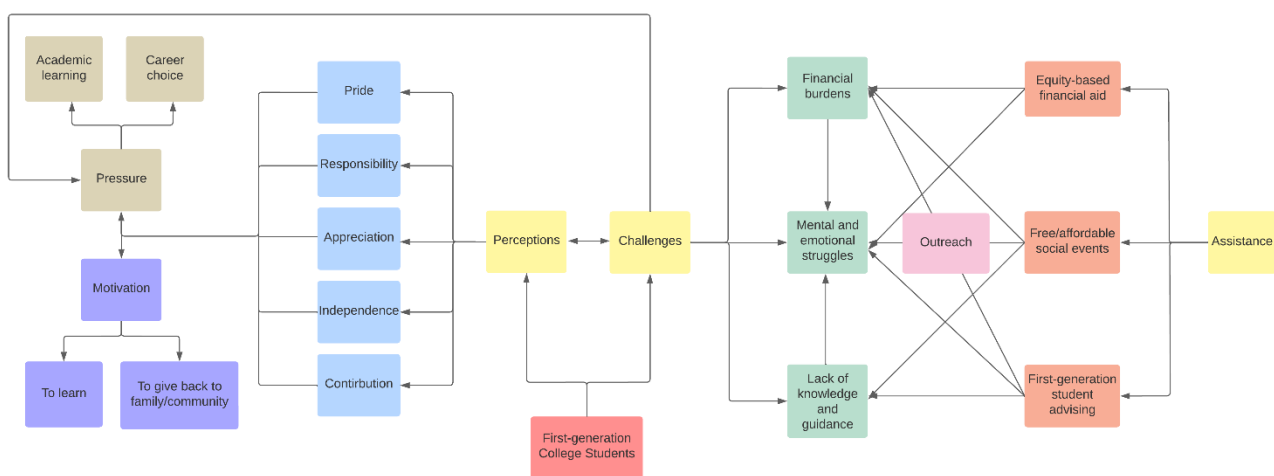 Academic
learning
Career
choice
Pressure
Motivation
To learn
To give back to
family/community
Pride
Responsibility
Appreciation
Independence
Contirbution
Perceptions
Challenges
First-generation
College Students
Financial
burdens
Mental and
emotional
struggles
Lack of
knowledge
and
guidance
Outreach
Equity-based
financial aid
Free/affordable
social events
First-generation
student
advising
Assistance